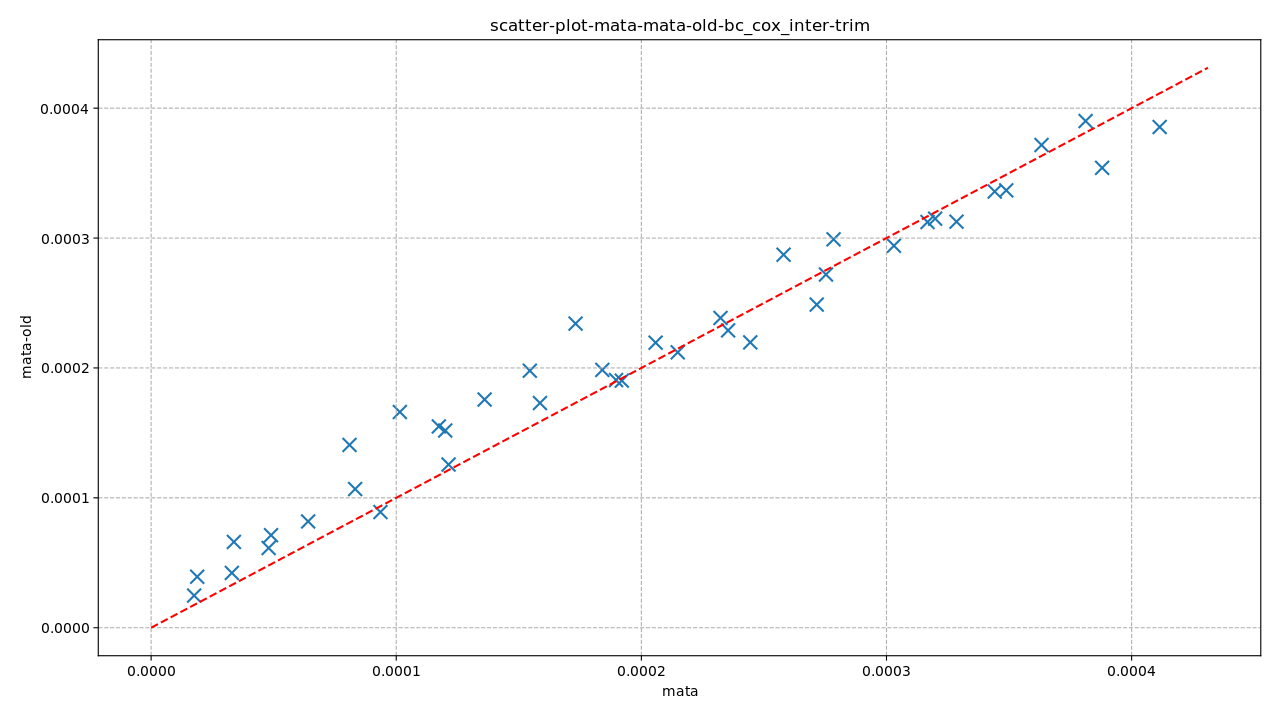 scatter-plot-mata-mata-old-bc_cox_inter-trim
0.0004
0.0003
0.0002
0.0001
0.0000
mata-old
0.0000 0.0001 0.0002 0.0003 0.0004
mata